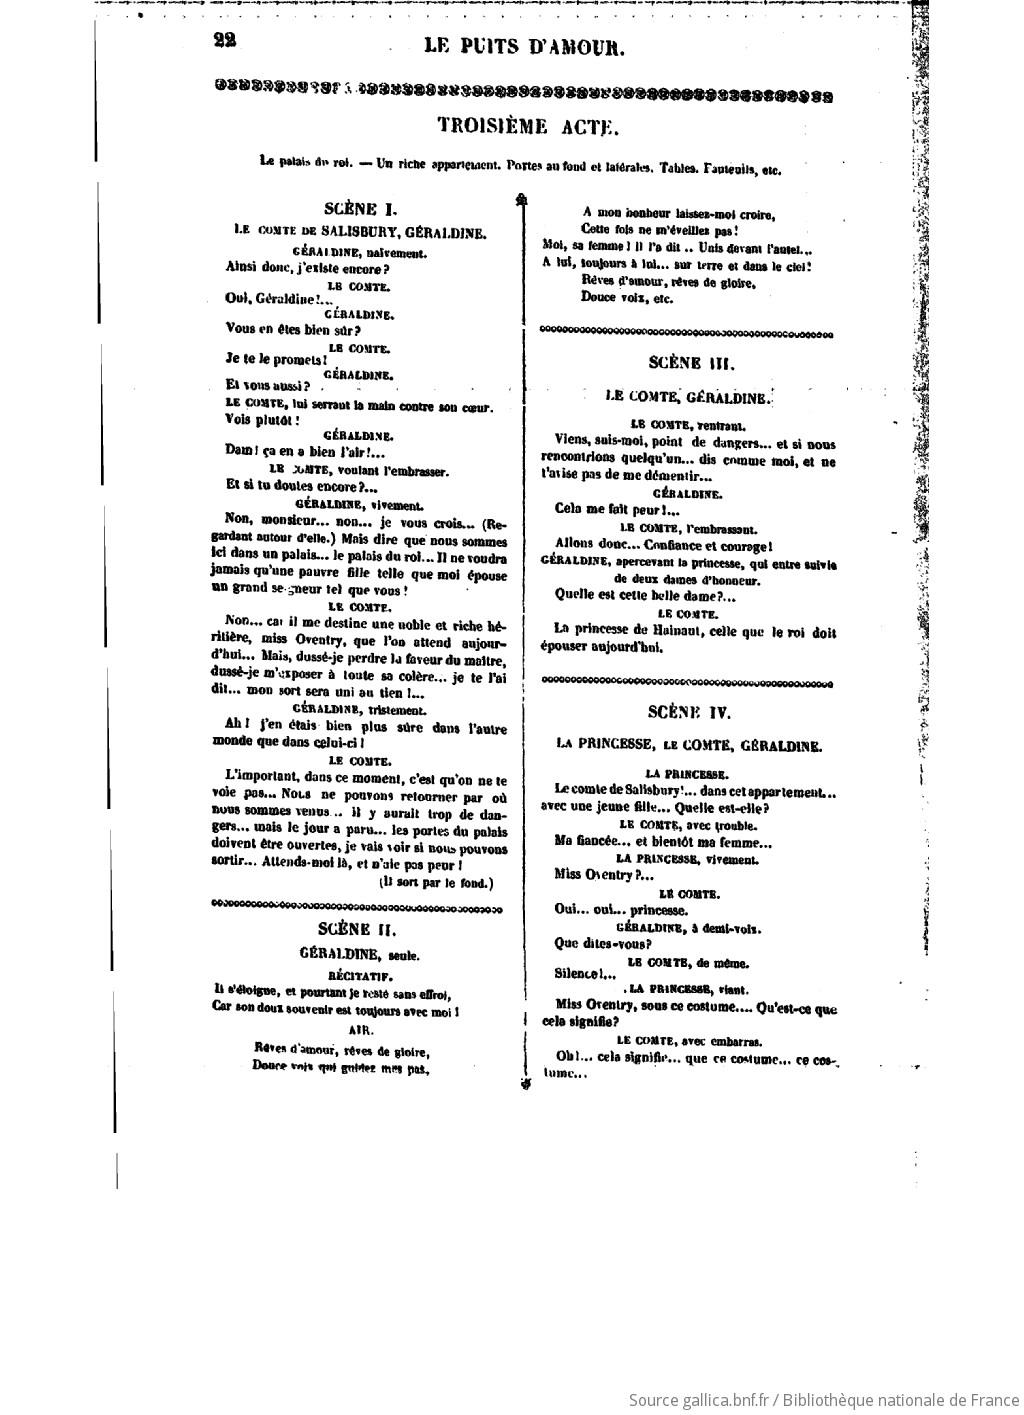 22
LE PUITS D'AMOUR.
TROISIÈME ACTE.
Le palais du roi. — Un riche appartement. Portes au fond et latérales. Tables. Fauteuils, etc.
SCÈNE I.
LE COMTE DE SALISBURY, GÉRALDINE.
GÉRALDINE, naïvement.
Ainsi donc, j'existe encore?
LE COMTE.
Oui, Géraldine!...
GÉRALDINE.
Vous en êtes bien sûr?
LE COMTE.
Je te le promets!
GÉRALDINE.
Et vous aussi?
LE COMTE, lui serrant la main contre son cœur.
Vois plutôt!
GÉRALDINE.
Dam! ça en a bien l'air!...
LE COMTE, voulant l'embrasser.
Et si tu doutes encore?...
GÉRALDINE, vivement.
Non, monsieur... non... je vous crois... (Re-
gardant autour d'elle.) Mais dire que nous sommes
ici dans un palais... le palais du roi... Il ne voudra
jamais qu'une pauvre fille telle que moi épouse
un grand seigneur tel que vous!
LE COMTE.
Non... car il me destine une noble et riche hé-
ritière, miss Oventry, que l'on attend aujour-
d'hui... Mais, dussé-je perdre la faveur du maître,
dussé-je m'exposer à toute sa colère... je te l'ai
dit... mon sort sera uni au tien!...
GÉRALDINE, tristement.
Ah! j'en étais bien plus sûre dans l'autre
monde que dans celui-ci!
LE COMTE.
L'important, dans ce moment, c'est qu'on ne te
voie pas... Nous ne pouvons retourner par où
nous sommes venus... il y aurait trop de dan-
gers... mais le jour a paru... les portes du palais
doivent être ouvertes, je vais voir si nous pouvons
sortir... Attends-moi là, et n'aie pas peur!
(Il sort par le fond.)
SCÈNE II.
GÉRALDINE, seule.
RÉCITATIF.
Il s'éloigne, et pourtant je reste sans effroi,
Car son doux souvenir est toujours avec moi!
AIR.
Rêves d'amour, rêves de gloire,
Douce voix qui guidez mes pas,
A mon bonheur laissez-moi croire,
Cette fois ne m'éveillez pas!
Moi, sa femme! il l'a dit.. Unis devant l'autel...
A lui, toujours à lui... sur terre et dans le ciel!
Rêves d'amour, rêves de gloire,
Douce voix, etc.
SCÈNE III.
LE COMTE, GÉRALDINE.
LE COMTE, rentrant.
Viens, suis-moi, point de dangers... et si nous
rencontrions quelqu'un... dis comme moi, et ne
t'avise pas de me démentir...
GÉRALDINE.
Cela me fait peur!...
LE COMTE, l'embrassant.
Allons donc... Confiance et courage!
GÉRALDINE, apercevant la princesse, qui entre suivie
de deux dames d'honneur.
Quelle est cette belle dame?...
LE COMTE.
La princesse de Hainaut, celle que le roi doit
épouser aujourd'hui.
SCÈNE IV.
LA PRINCESSE, LE COMTE, GÉRALDINE.
LA PRINCESSE.
Le comte de Salisbury!... dans cet appartement...
avec une jeune fille... Quelle est-elle?
LE COMTE, avec trouble.
Ma fiancée... et bientôt ma femme...
LA PRINCESSE, vivement.
Miss Oventry?...
LE COMTE.
Oui... oui... princesse.
GÉRALDINE, à demi-voix.
Que dites-vous?
LE COMTE, de même.
Silence!...
LA PRINCESSE, riant.
Miss Oventry, sous ce costume.... Qu'est-ce que
cela signifie?
LE COMTE, avec embarras.
Oh!... cela signifie... que ce costume... ce cos-
tume...
Source gallica.bnf.fr / Bibliothèque nationale de France